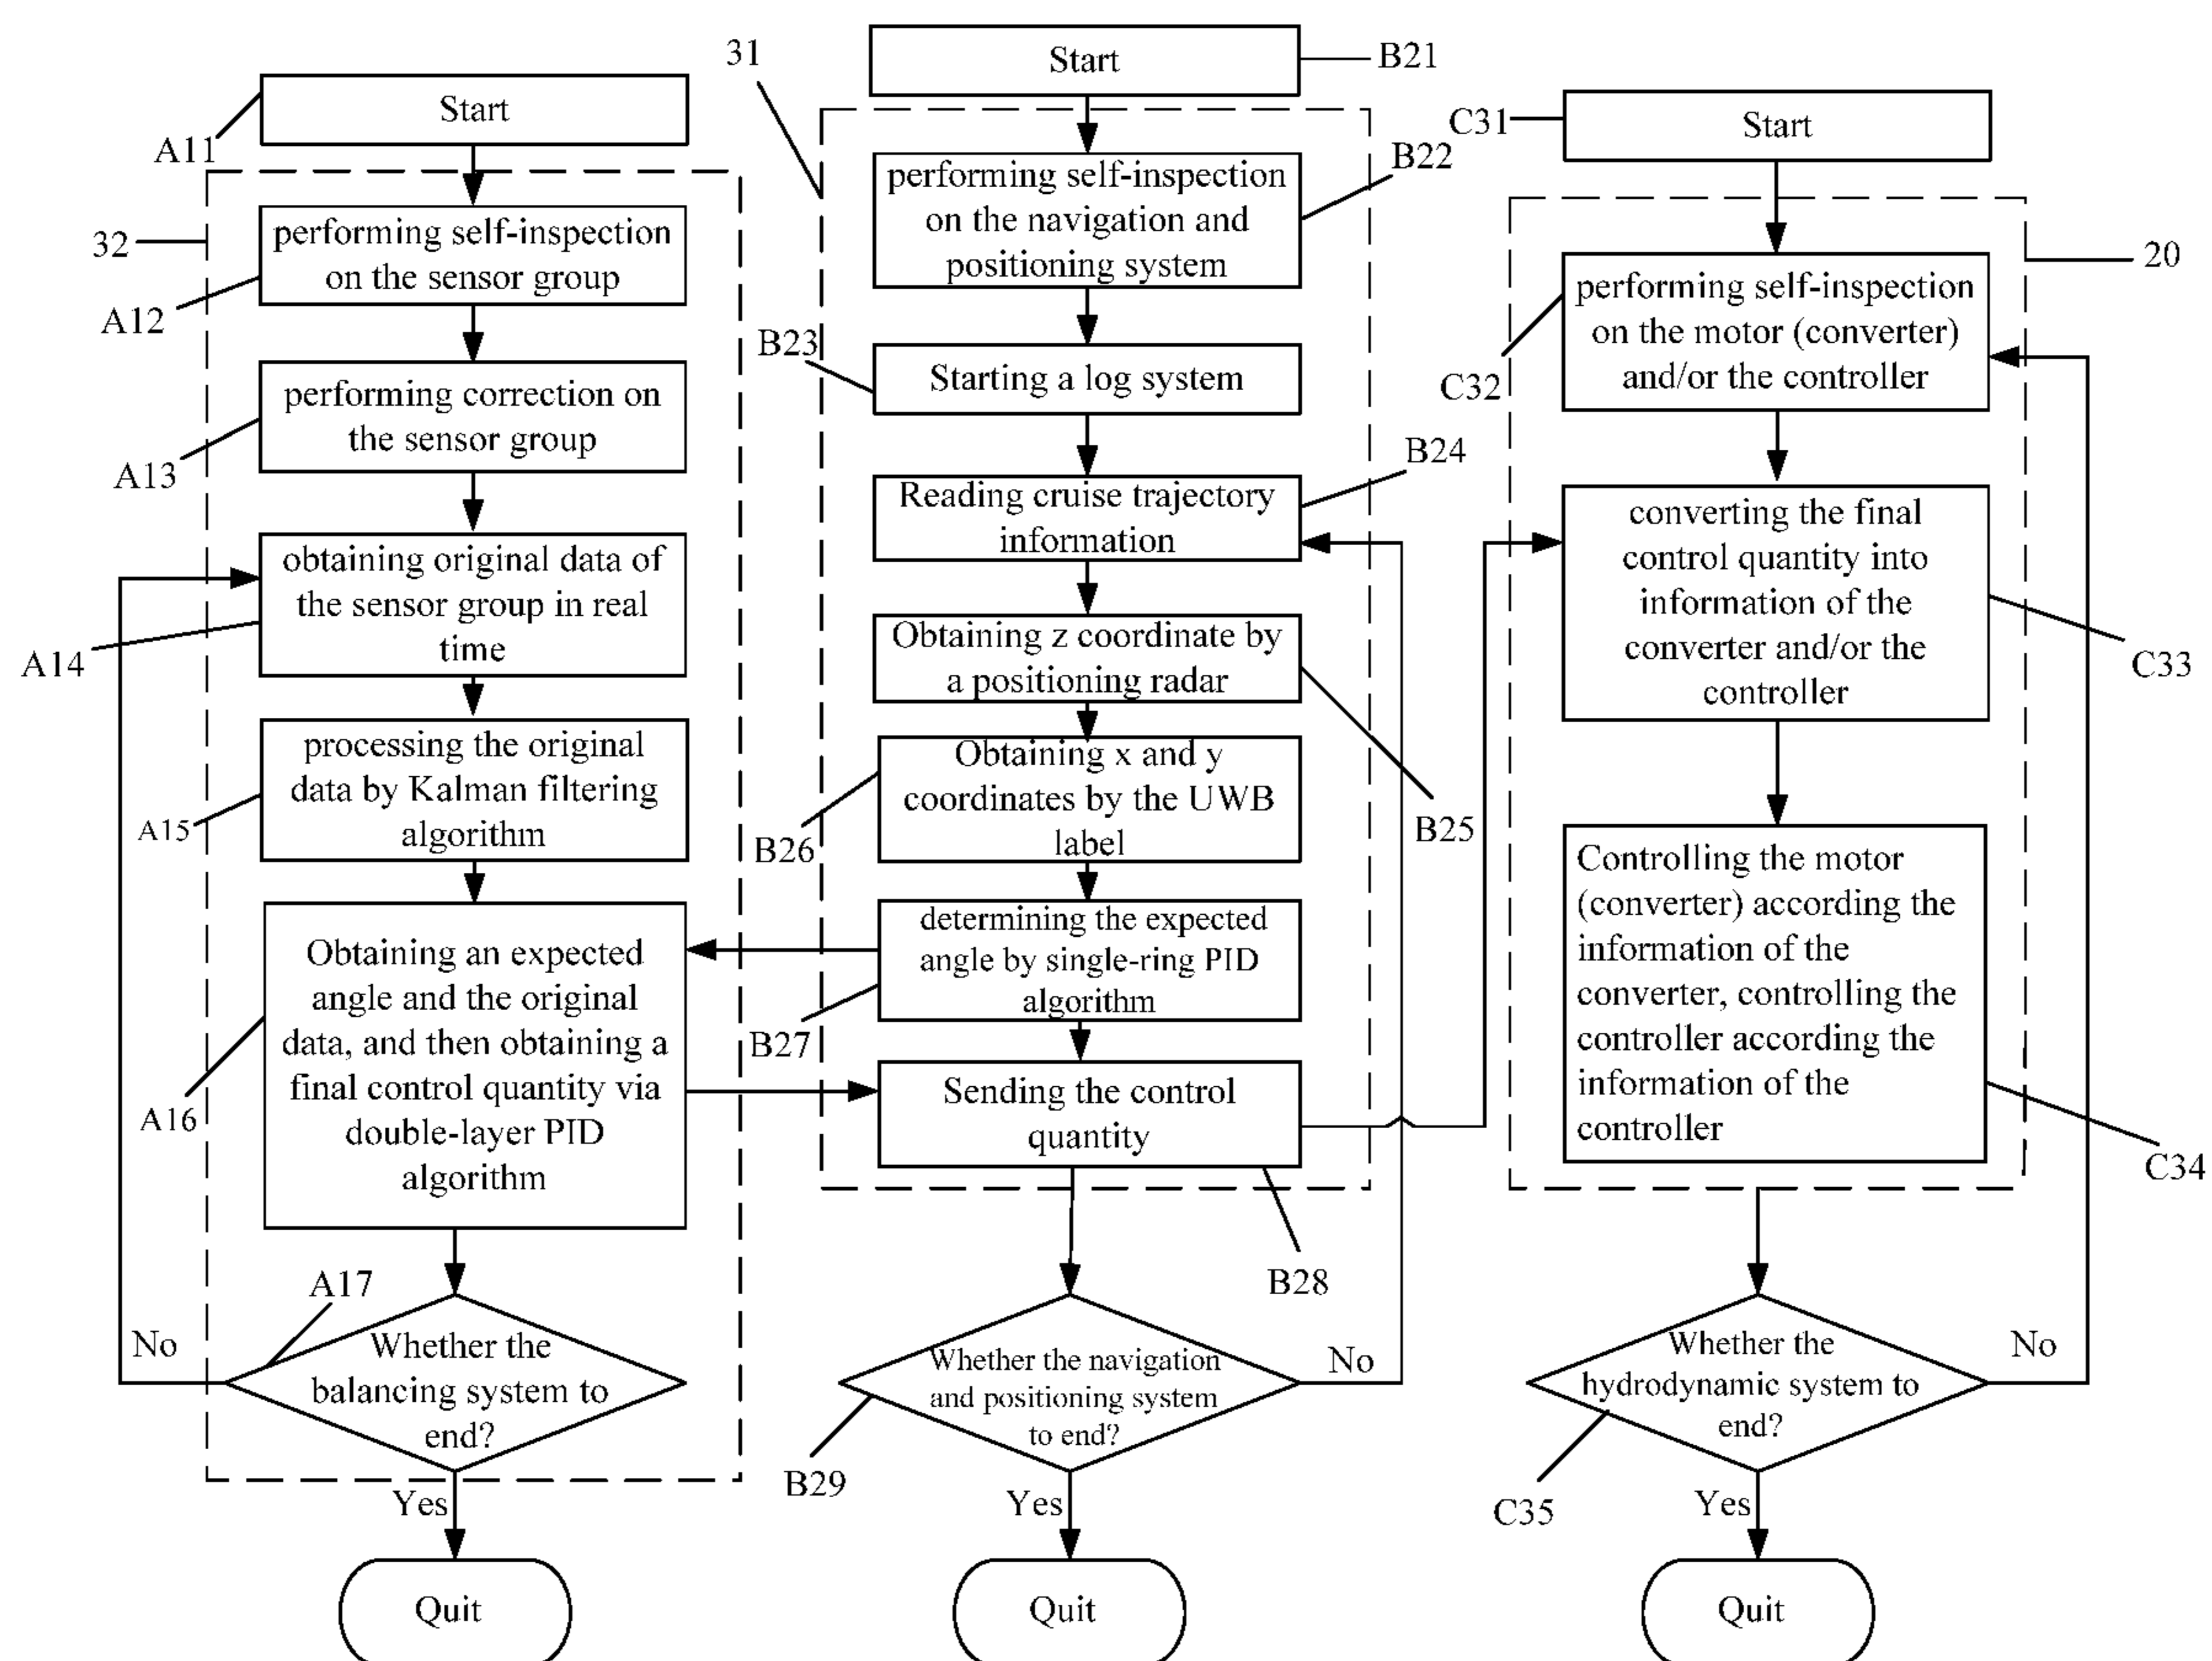 Start
A11
32
performing self-inspection
on the sensor group
A12
performing correction on
the sensor group
A13
obtaining original data of
the sensor group in real
time
A14
processing the original
data by Kalman filtering
algorithm
A15
Obtaining an expected
angle and the original
data, and then obtaining a
final control quantity via
double-layer PID
algorithm
A16
A17
Whether the
balancing system to
end?
No
Yes
Quit
31
Start
B21
performing self-inspection
on the navigation and
positioning system
B22
B23
Starting a log system
B24
Reading cruise trajectory
information
Obtaining z coordinate by
a positioning radar
B25
Obtaining x and y
coordinates by the UWB
label
B26
determining the expected
angle by single-ring PID
algorithm
B27
Sending the control
quantity
B28
Whether the navigation
and positioning system
to end?
No
B29
Yes
Quit
C31
Start
20
performing self-inspection
on the motor (converter)
and/or the controller
C32
converting the final
control quantity into
information of the
converter and/or the
controller
C33
Controlling the motor
(converter) according the
information of the
converter, controlling the
controller according the
information of the
controller
C34
Whether the
hydrodynamic system to
end?
No
C35
Yes
Quit